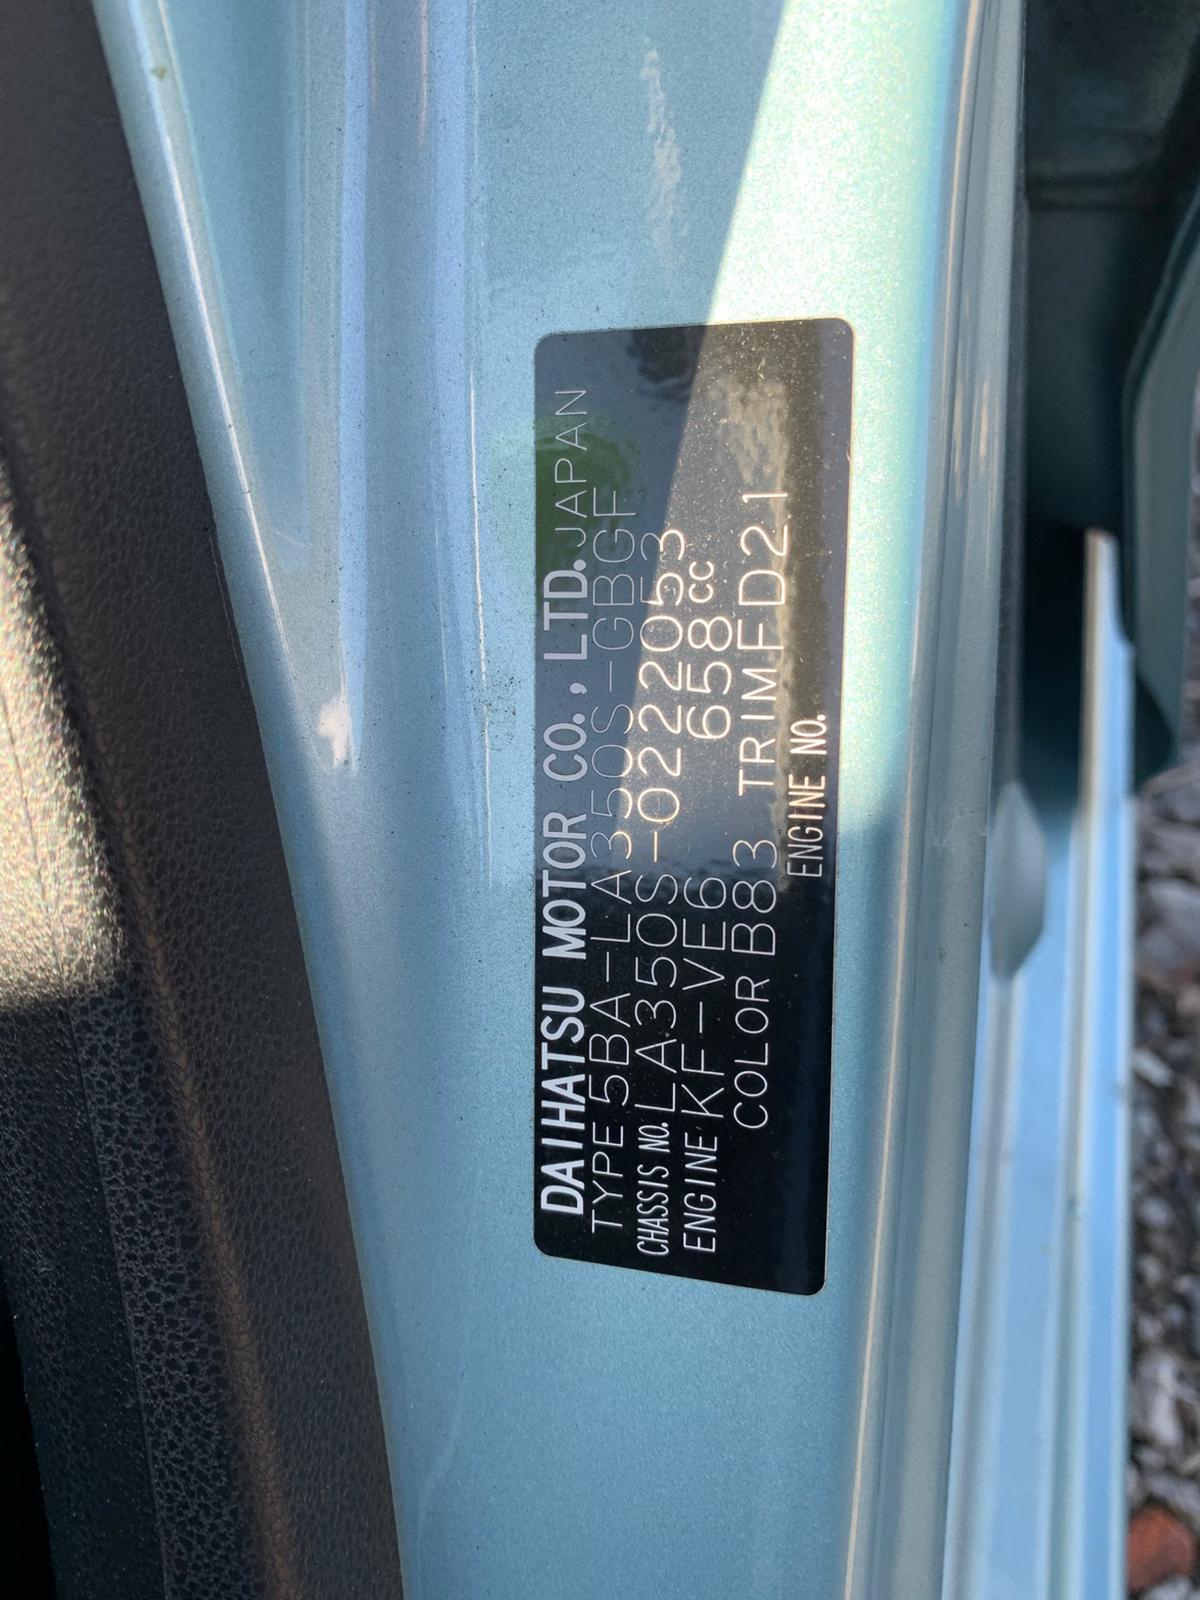 DAIHATSU MOTOR CO., LTD. JAPAN
TYPE 5BA-LA350S-GBGF
CHASSIS NO. LA350S-0222053
ENGINE KF-VE6 658cc
COLOR B83 TRIM FD21
ENGINE NO.